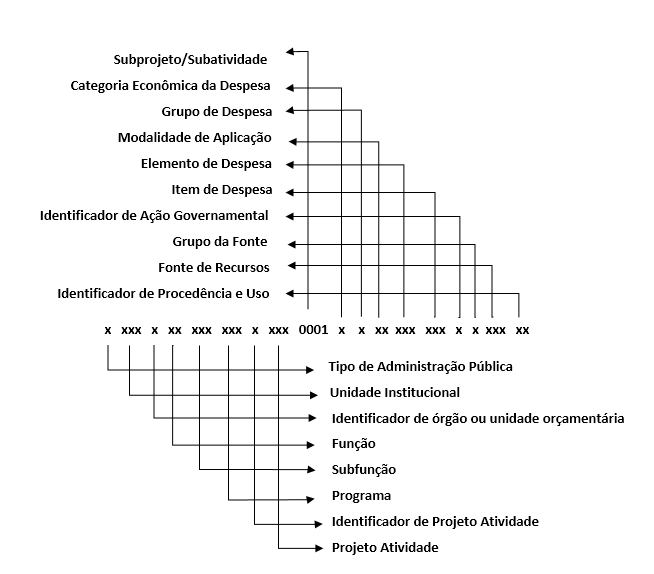 Subprojeto/Subatividade
Categoria Econômica da Despesa
Grupo de Despesa
Modalidade de Aplicação
Elemento de Despesa
Item de Despesa
Identificador de Ação Governamental
Grupo da Fonte
Fonte de Recursos
Identificador de Procedência e Uso
x xxx x xx xxx xxx x xxx 0001 x x xx xxx xxx x x xxx xx
Tipo de Administração Pública
Unidade Institucional
Identificador de órgão ou unidade orçamentária
Função
Subfunção
Programa
Identificador de Projeto Atividade
Projeto Atividade